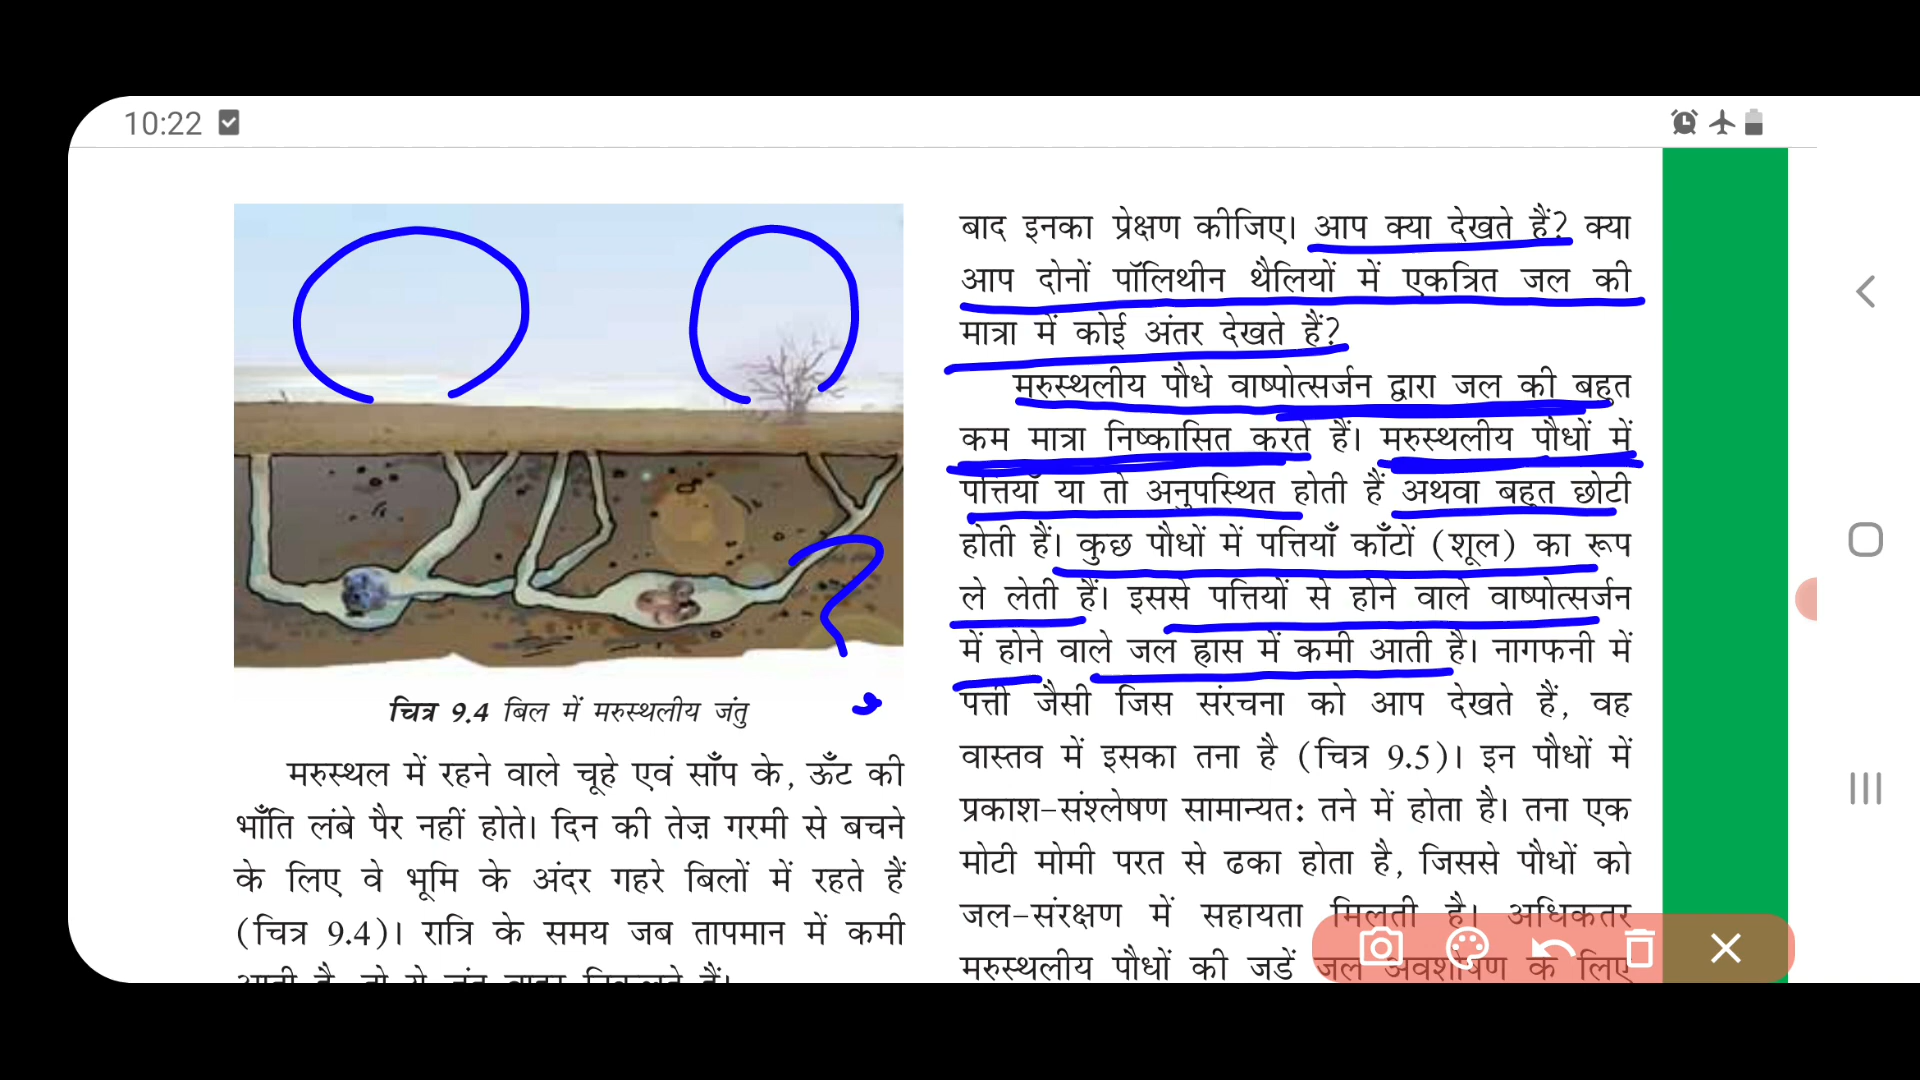 10:22
चित्र 9.4 बिल में मरुस्थलीय जंतु
मरुस्थल में रहने वाले चूहे एवं साँप के, ऊँट की
भाँति लंबे पैर नहीं होते। दिन की तेज़ गरमी से बचने
के लिए वे भूमि के अंदर गहरे बिलों में रहते हैं
(चित्र 9.4)। रात्रि के समय जब तापमान में कमी
बाद इनका प्रेक्षण कीजिए। आप क्या देखते हैं? क्या
आप दोनों पॉलिथीन थैलियों में एकत्रित जल की
मात्रा में कोई अंतर देखते हैं?
मरुस्थलीय पौधे वाष्पोत्सर्जन द्वारा जल की बहुत
कम मात्रा निष्कासित करते हैं। मरुस्थलीय पौधों में
पत्तियाँ या तो अनुपस्थित होती हैं अथवा बहुत छोटी
होती हैं। कुछ पौधों में पत्तियाँ काँटों (शूल) का रूप
ले लेती हैं। इससे पत्तियों से होने वाले वाष्पोत्सर्जन
में होने वाले जल ह्रास में कमी आती है। नागफनी में
पत्ती जैसी जिस संरचना को आप देखते हैं, वह
वास्तव में इसका तना है (चित्र 9.5)। इन पौधों में
प्रकाश-संश्लेषण सामान्यत: तने में होता है। तना एक
मोटी मोमी परत से ढका होता है, जिससे पौधों को
जल-संरक्षण में सहायता मिलती है। अधिकतर
मरुस्थलीय पौधों की जड़ें जल अवशोषण के लिए